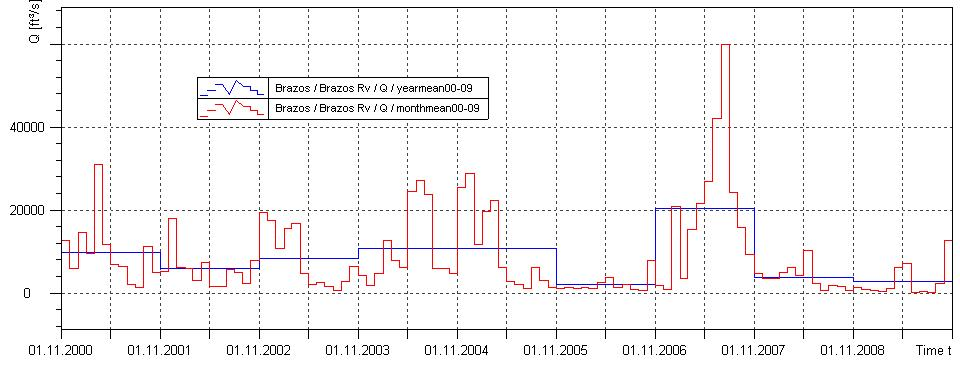 Q [ft³/s]
Brazos / Brazos Rv / Q / yearmean00-09
Brazos / Brazos Rv / Q / monthmean00-09
40000
20000
0
01.11.2000 01.11.2001 01.11.2002 01.11.2003 01.11.2004 01.11.2005 01.11.2006 01.11.2007 01.11.2008 Time t